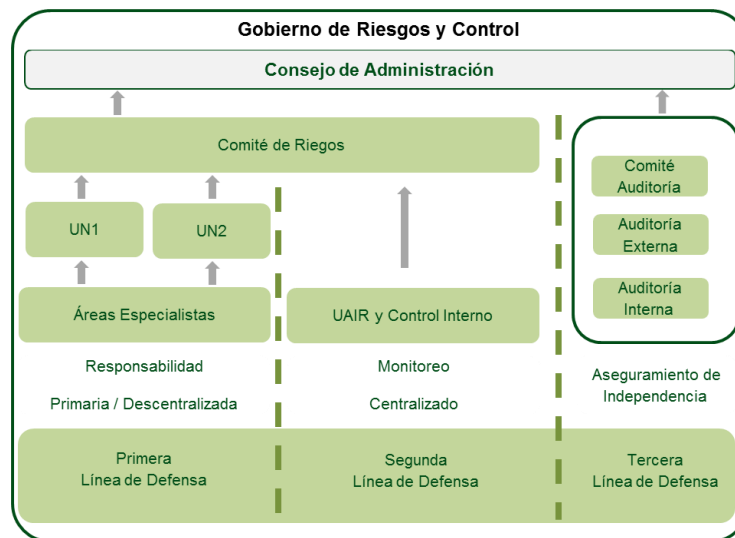 Gobierno de Riesgos y Control
Consejo de Administración
Comité de Riegos
UN1
UN2
Áreas Especialistas
UAIR y Control Interno
Comité
Auditoría
Auditoría
Externa
Auditoría
Interna
Responsabilidad
Primaria / Descentralizada
Monitoreo
Centralizado
Aseguramiento de
Independencia
Primera
Línea de Defensa
Segunda
Línea de Defensa
Tercera
Línea de Defensa